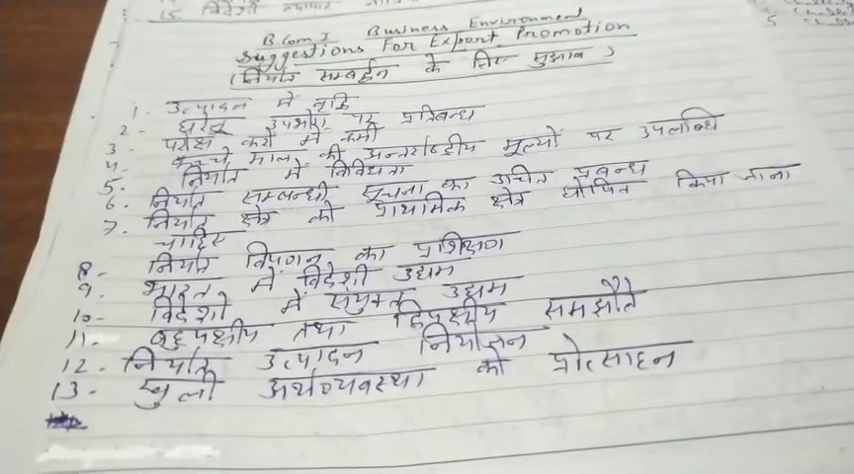 15 विदेशी व्यापार
B.Com I Business Environment
Suggestions For Export Promotion
(निर्यात सम्बर्द्धन के लिए सुझाव)
1. उत्पादन में वृद्धि
2- घरेलू उपभोग पर प्रतिबन्ध
3- परोक्ष करों में कमी
4- कच्चे माल की अन्तर्राष्ट्रीय मूल्यों पर उपलब्धि
5- निर्यात में विविधता
6- निर्यात सम्बन्धी सूचना का उचित प्रबन्ध
7- निर्यात क्षेत्र को प्राथमिक क्षेत्र घोषित किया जाना
चाहिए
8- निर्यात विपणन का प्रशिक्षण
9. भारत में विदेशी उद्यम
10- विदेशों में संयुक्त उद्यम
11- बहुपक्षीय तथा द्विपक्षीय समझौते
12- निर्यात उत्पादन नियोजन
13- खुली अर्थव्यवस्था को प्रोत्साहन